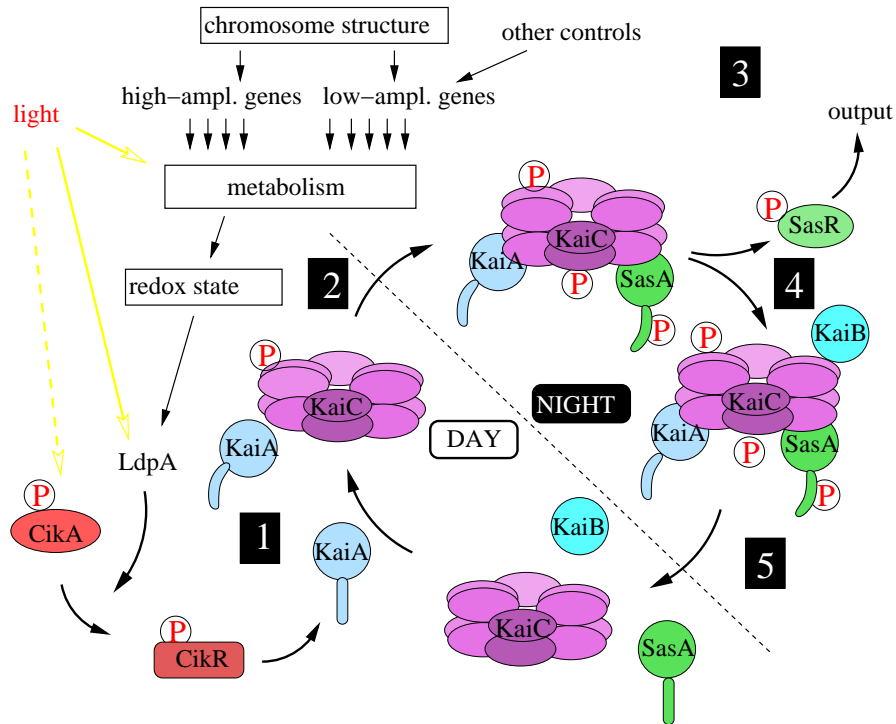 chromosome structure
other controls
3
high−ampl. genes
low−ampl. genes
light
output
metabolism
P
P
SasR
KaiC
KaiA
2
redox state
P
SasA
4
KaiB
P
P
P
KaiC
KaiC
NIGHT
KaiA
KaiA
DAY
SasA
P
LdpA
P
P
CikA
1
KaiB
KaiA
5
P
KaiC
CikR
SasA